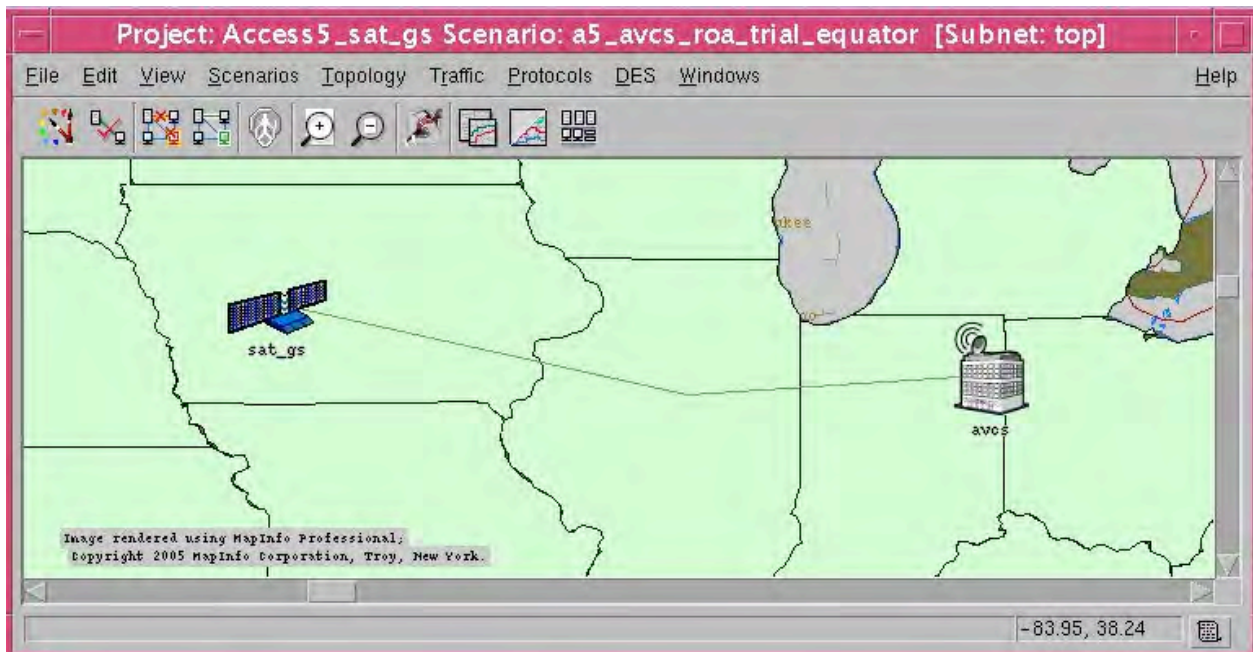 Project: Access5_sat_gs Scenario: a5_avcs_roa_trial_equator [Subnet: top]
File Edit View Scenarios Topology Traffic Protocols DES Windows Help
ukee
sat_gs
avcs
Image rendered using MapInfo Professional;
Copyright 2005 MapInfo Corporation, Troy, New York.
-83.95, 38.24